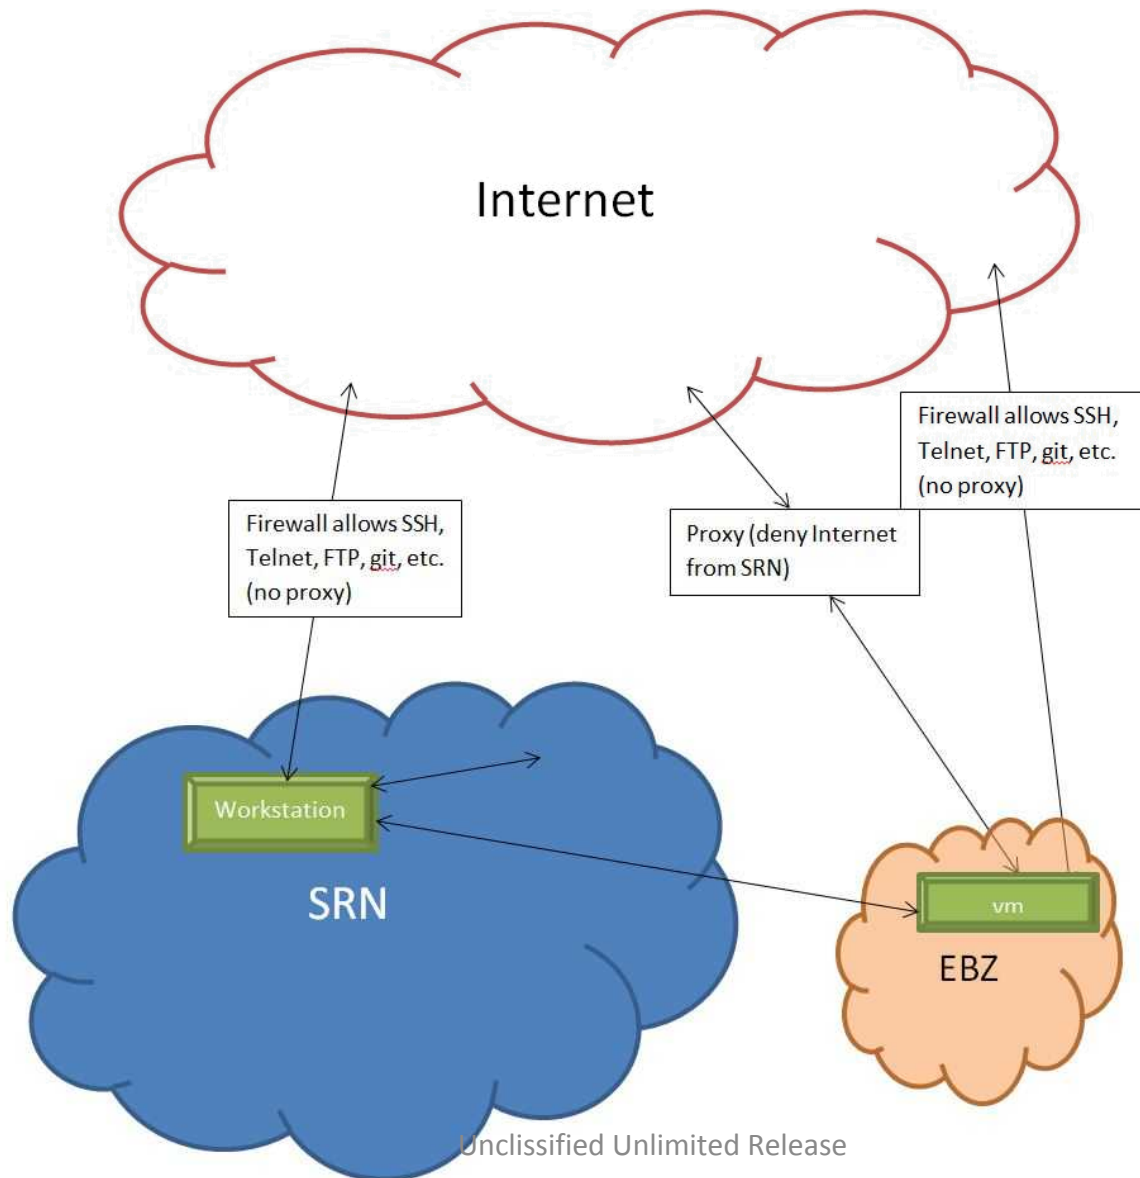 Internet
Firewall allows SSH,
Telnet, FTP, git, etc.
(no proxy)
Firewall allows SSH,
Telnet, FTP, git, etc.
(no proxy)
Proxy (deny Internet
from SRN)
Workstation
SRN
vm
EBZ
Unclissified Unlimited Release